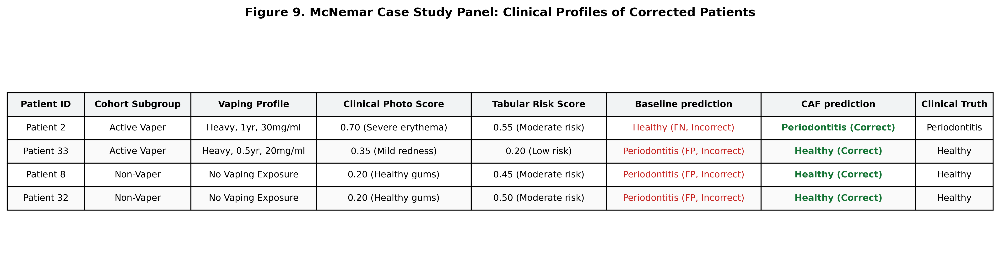 Figure 9. McNemar Case Study Panel: Clinical Profiles of Corrected Patients
Patient ID Cohort Subgroup Vaping Profile Clinical Photo Score Tabular Risk Score Baseline prediction CAF prediction Clinical Truth
Patient 2 Active Vaper Heavy, 1yr, 30mg/ml 0.70 (Severe erythema) 0.55 (Moderate risk) Healthy (FN, Incorrect) Periodontitis (Correct) Periodontitis
Patient 33 Active Vaper Heavy, 0.5yr, 20mg/ml 0.35 (Mild redness) 0.20 (Low risk) Periodontitis (FP, Incorrect) Healthy (Correct) Healthy
Patient 8 Non-Vaper No Vaping Exposure 0.20 (Healthy gums) 0.45 (Moderate risk) Periodontitis (FP, Incorrect) Healthy (Correct) Healthy
Patient 32 Non-Vaper No Vaping Exposure 0.20 (Healthy gums) 0.50 (Moderate risk) Periodontitis (FP, Incorrect) Healthy (Correct) Healthy